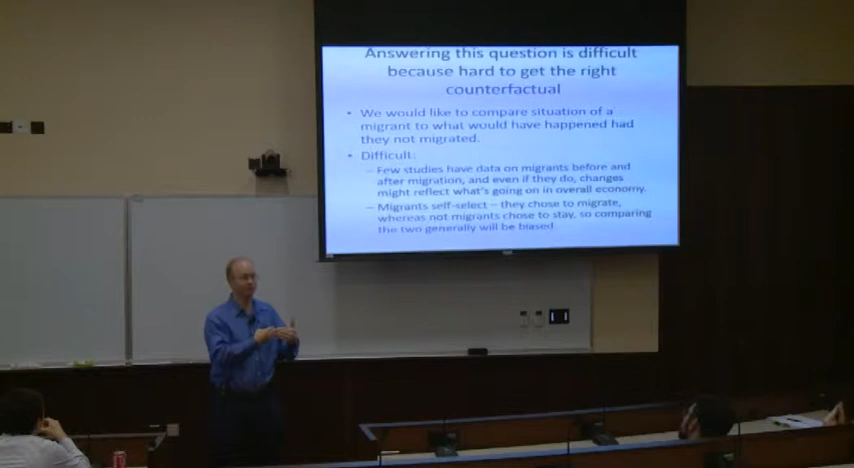 Answering this question is difficult
because hard to get the right
counterfactual
• We would like to compare situation of a
migrant to what would have happened had
they not migrated.
• Difficult:
– Few studies have data on migrants before and
after migration, and even if they do, changes
might reflect what's going on in overall economy.
– Migrants self-select – they chose to migrate,
whereas not migrants chose to stay, so comparing
the two generally will be biased